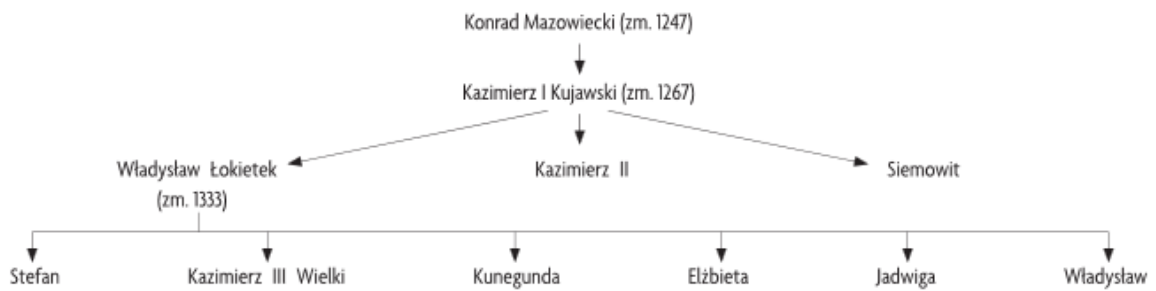 Konrad Mazowiecki (zm. 1247)
Kazimierz I Kujawski (zm. 1267)
Władysław Łokietek
(zm. 1333)
Kazimierz II
Siemowit
Stefan
Kazimierz III Wielki
Kunegunda
Elżbieta
Jadwiga
Władysław